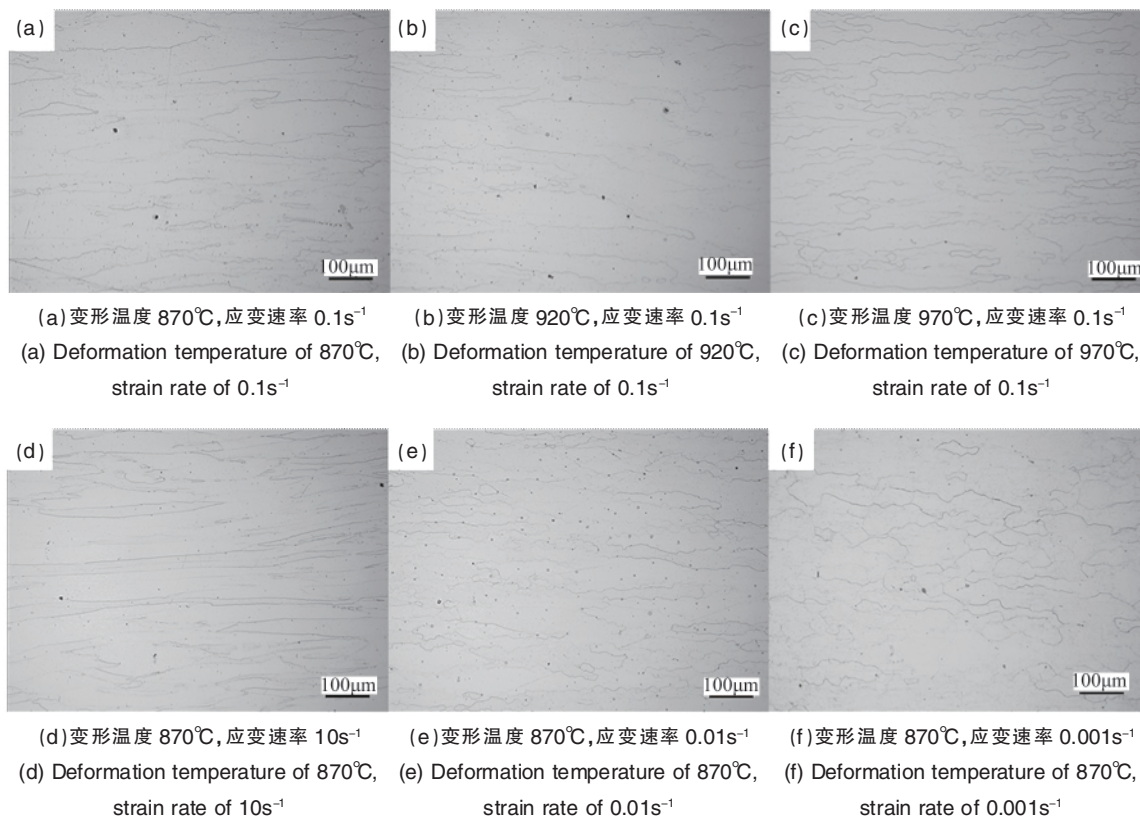 (a)
(b)
(c)
100μm
100μm
100μm
(a)变形温度 870℃,应变速率 0.1s⁻¹
(a) Deformation temperature of 870℃,
strain rate of 0.1s⁻¹
(b)变形温度 920℃,应变速率 0.1s⁻¹
(b) Deformation temperature of 920℃,
strain rate of 0.1s⁻¹
(c)变形温度 970℃,应变速率 0.1s⁻¹
(c) Deformation temperature of 970℃,
strain rate of 0.1s⁻¹
(d)
(e)
(f)
100μm
100μm
100μm
(d)变形温度 870℃,应变速率 10s⁻¹
(d) Deformation temperature of 870℃,
strain rate of 10s⁻¹
(e)变形温度 870℃,应变速率 0.01s⁻¹
(e) Deformation temperature of 870℃,
strain rate of 0.01s⁻¹
(f)变形温度 870℃,应变速率 0.001s⁻¹
(f) Deformation temperature of 870℃,
strain rate of 0.001s⁻¹